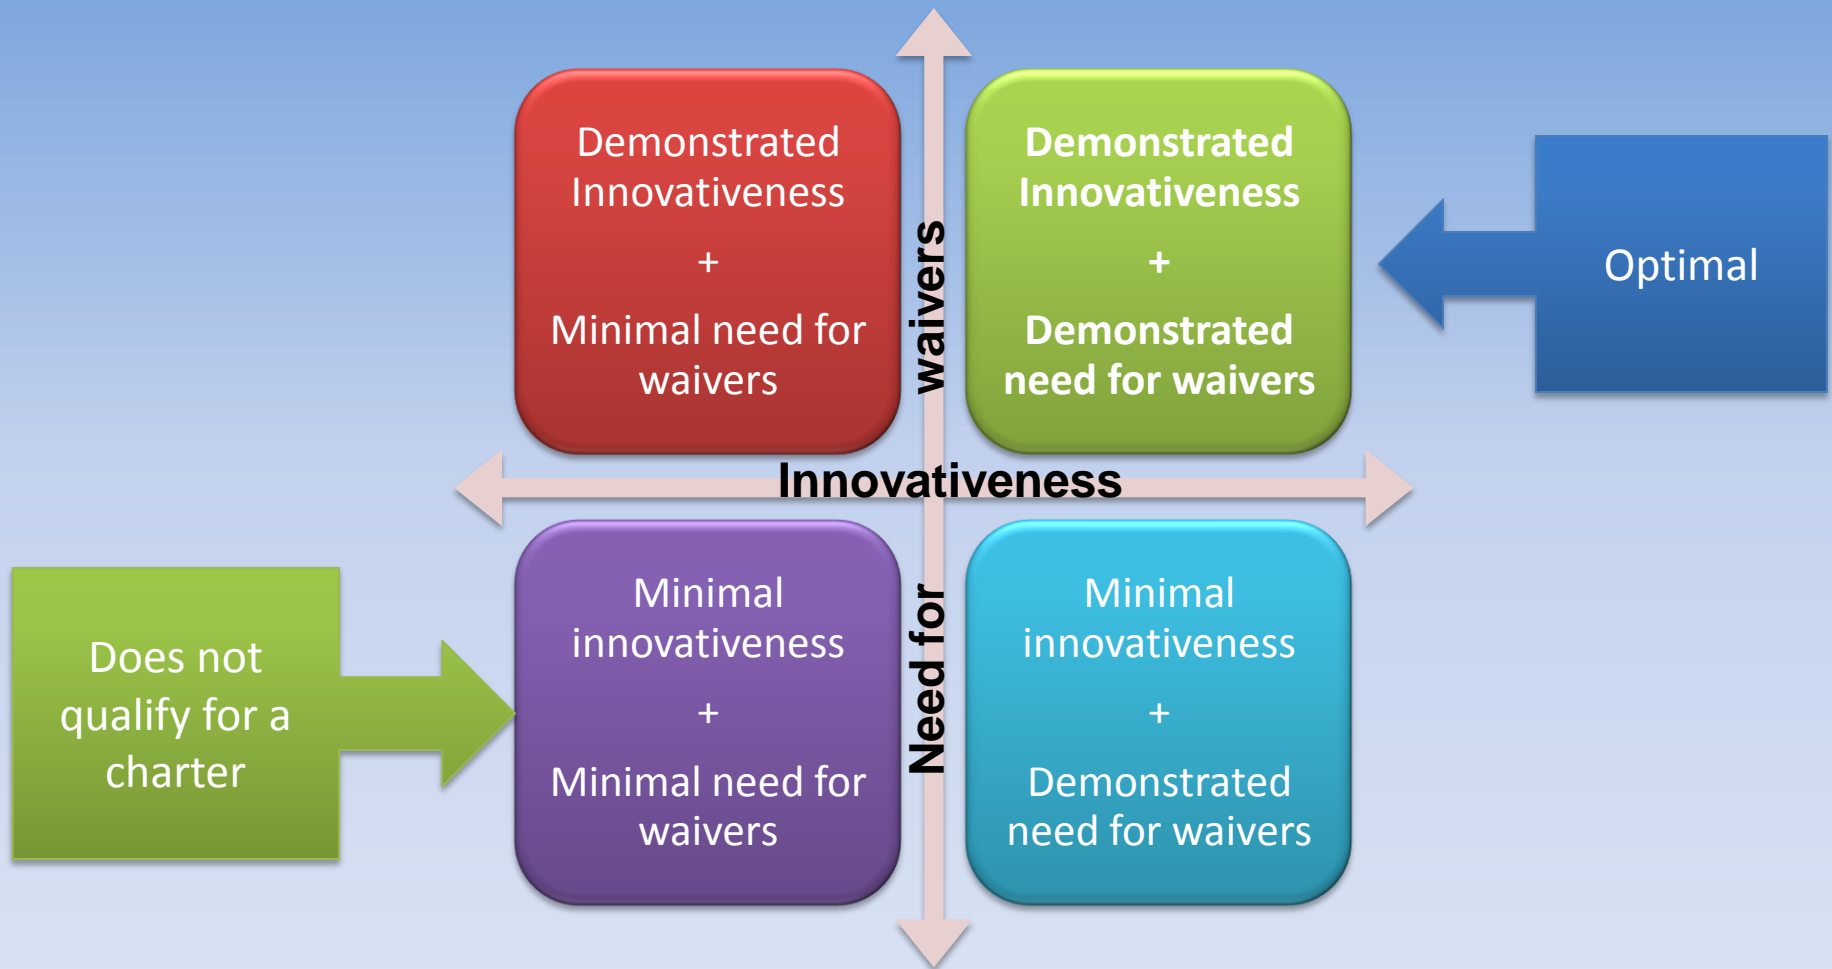 Demonstrated
Innovativeness
+
Minimal need for
waivers
Demonstrated
Innovativeness
+
Demonstrated
need for waivers
Optimal
Need for waivers
Innovativeness
Does not
qualify for a
charter
Minimal
innovativeness
+
Minimal need for
waivers
Minimal
innovativeness
+
Demonstrated
need for waivers